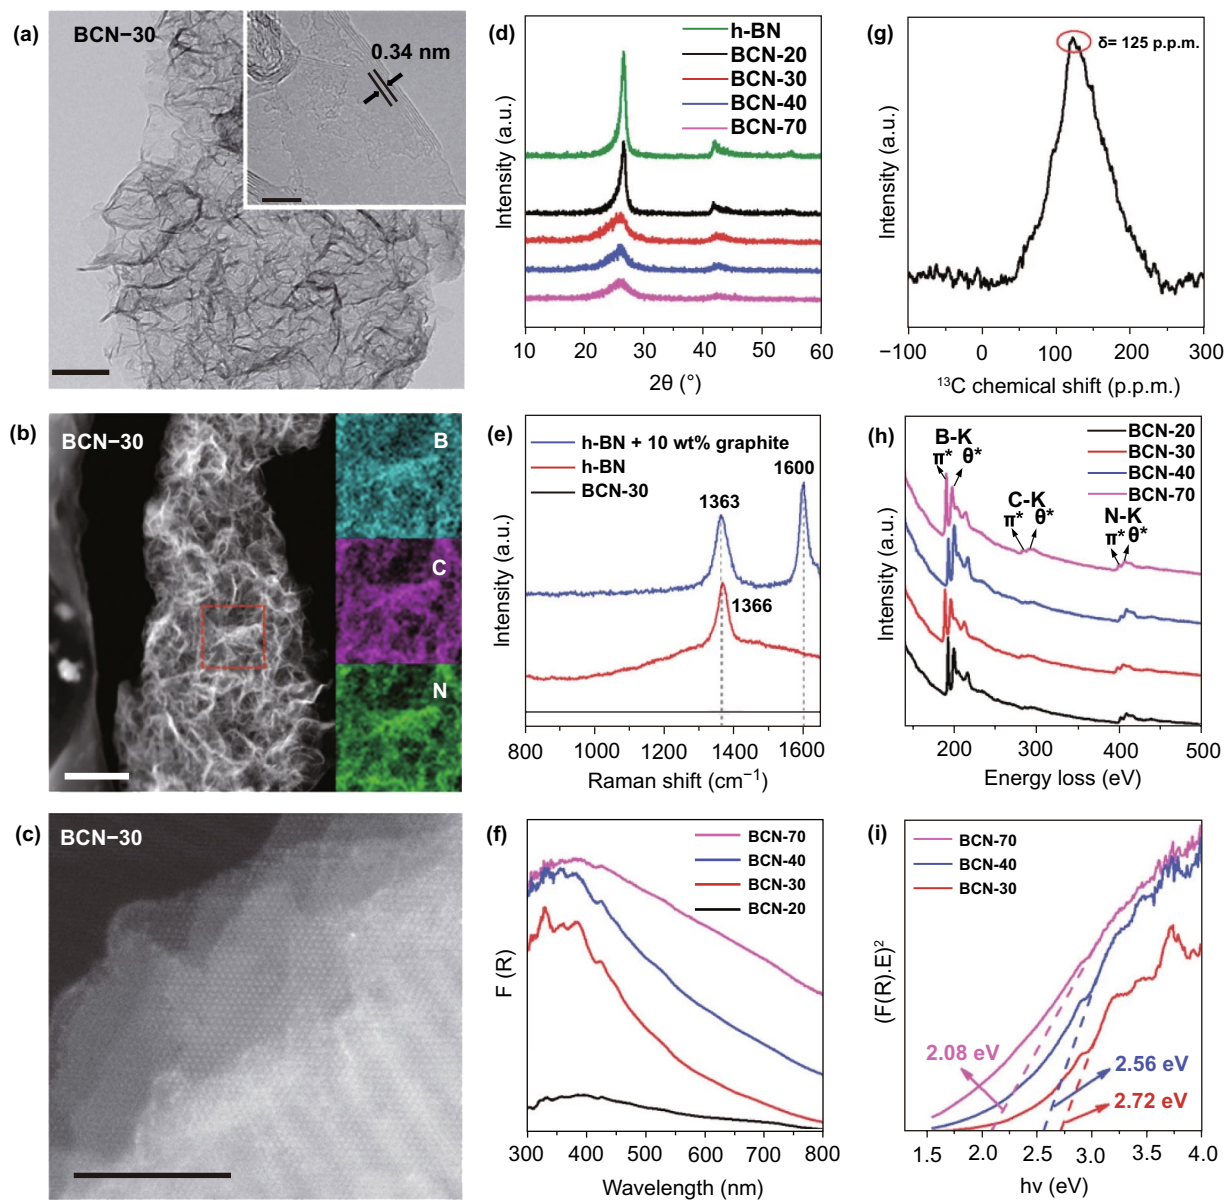 (a)
BCN−30
0.34 nm
(b)
BCN−30
B
C
N
(c)
BCN−30
(d)
h-BN
BCN-20
BCN-30
BCN-40
BCN-70
Intensity (a.u.)
10 20 30 40 50 60
2θ (°)
(e)
h-BN + 10 wt% graphite
h-BN
BCN-30
1600
1363
1366
Intensity (a.u.)
800 1000 1200 1400 1600
Raman shift (cm⁻¹)
(f)
BCN-70
BCN-40
BCN-30
BCN-20
F (R)
300 400 500 600 700 800
Wavelength (nm)
(g)
δ= 125 p.p.m.
Intensity (a.u.)
−100 0 100 200 300
¹³C chemical shift (p.p.m.)
(h)
BCN-20
BCN-30
BCN-40
BCN-70
B-K
π* θ*
C-K
π* θ*
N-K
π* θ*
Intensity (a.u.)
200 300 400 500
Energy loss (eV)
(i)
BCN-70
BCN-40
BCN-30
(F(R).E)²
2.08 eV
2.56 eV
2.72 eV
1.5 2.0 2.5 3.0 3.5 4.0
hν (eV)